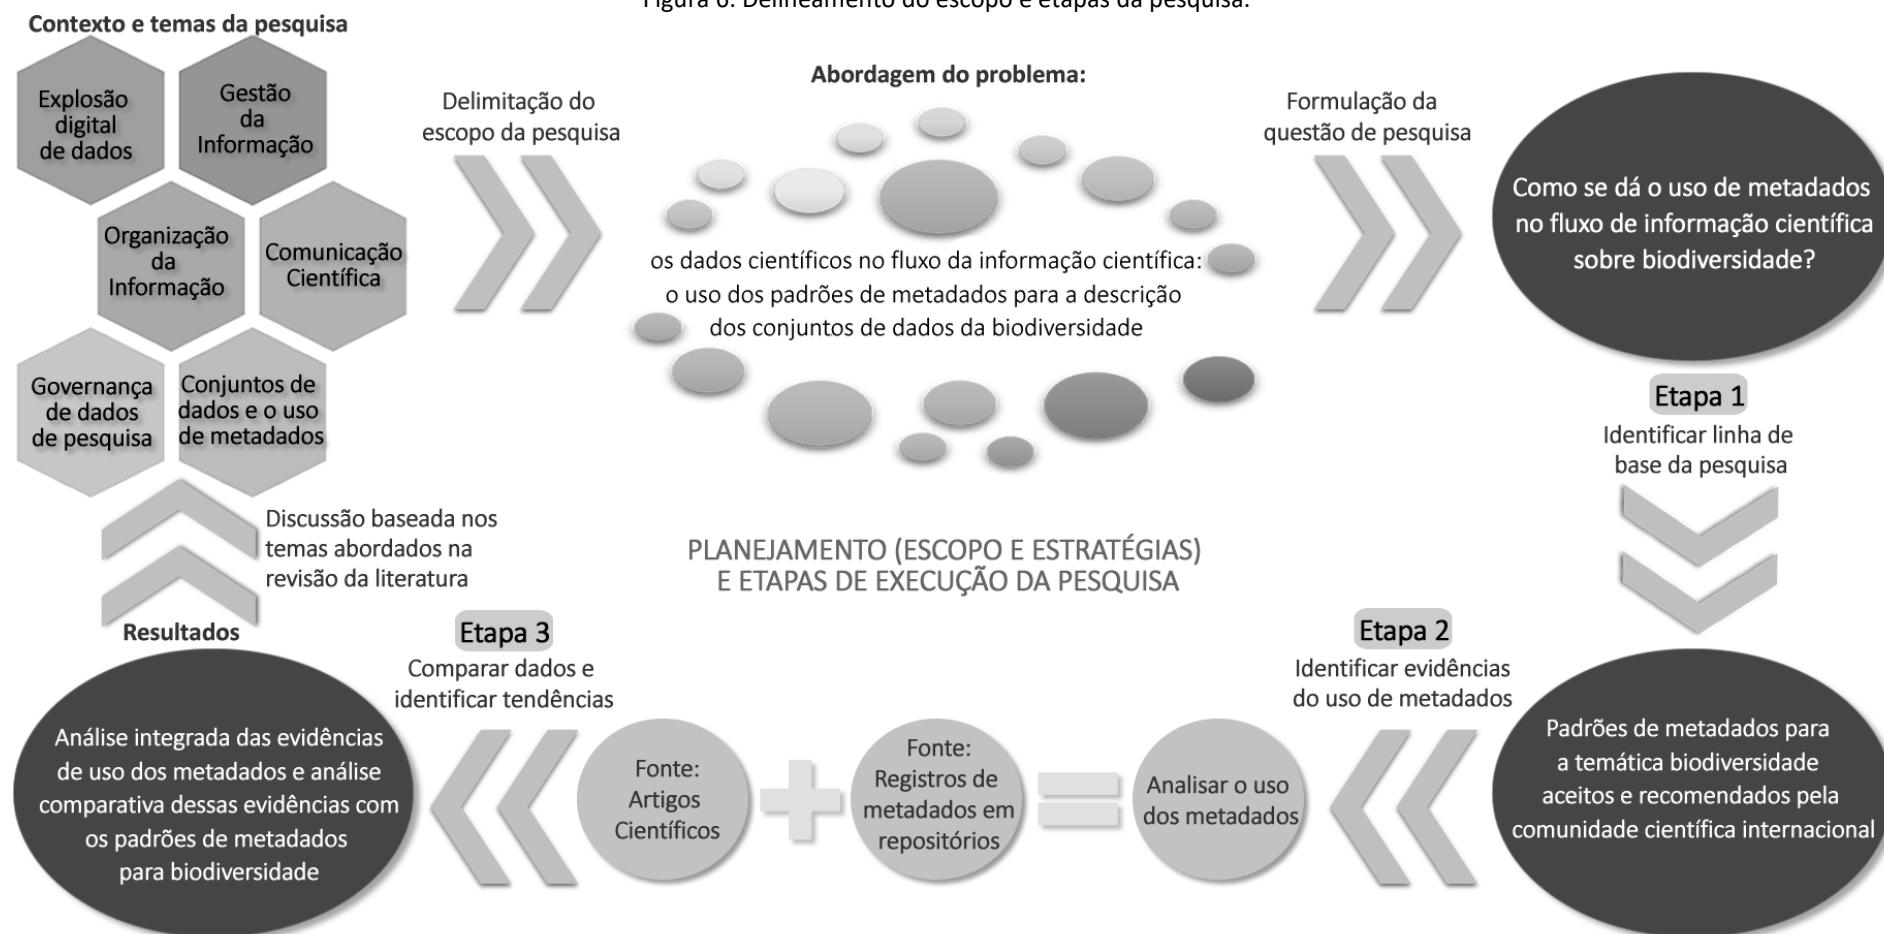 Figura 6. Delineamento do escopo e etapas da pesquisa.
Contexto e temas da pesquisa
Explosão
digital
de dados
Gestão
da
Informação
Organização
da
Informação
Comunicação
Científica
Governança
de dados
de pesquisa
Conjuntos de
dados e o uso
de metadados
Delimitação do
escopo da pesquisa
Abordagem do problema:
os dados científicos no fluxo da informação científica:
o uso dos padrões de metadados para a descrição
dos conjuntos de dados da biodiversidade
Formulação da
questão de pesquisa
Como se dá o uso de metadados
no fluxo de informação científica
sobre biodiversidade?
Etapa 1
Identificar linha de
base da pesquisa
Padrões de metadados para
a temática biodiversidade
aceitos e recomendados pela
comunidade científica internacional
Etapa 2
Identificar evidências
do uso de metadados
Analisar o uso
dos metadados
Fonte:
Registros de
metadados em
repositórios
Fonte:
Artigos
Científicos
Etapa 3
Comparar dados e
identificar tendências
Resultados
Análise integrada das evidências
de uso dos metadados e análise
comparativa dessas evidências com
os padrões de metadados
para biodiversidade
Discussão baseada nos
temas abordados na
revisão da literatura
PLANEJAMENTO (ESCOPO E ESTRATÉGIAS)
E ETAPAS DE EXECUÇÃO DA PESQUISA